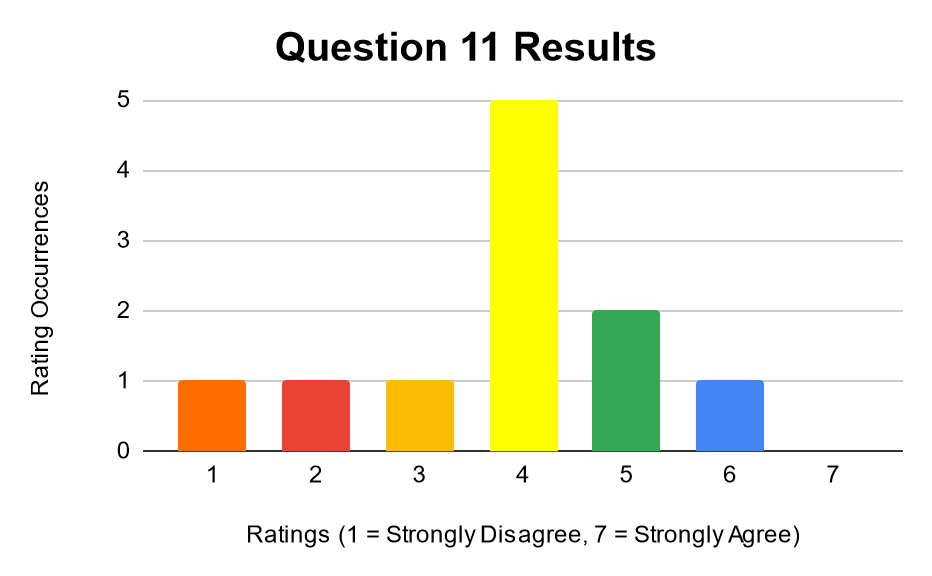 Question 11 Results
Rating Occurrences
5
4
3
2
1
0
1 2 3 4 5 6 7
Ratings (1 = Strongly Disagree, 7 = Strongly Agree)